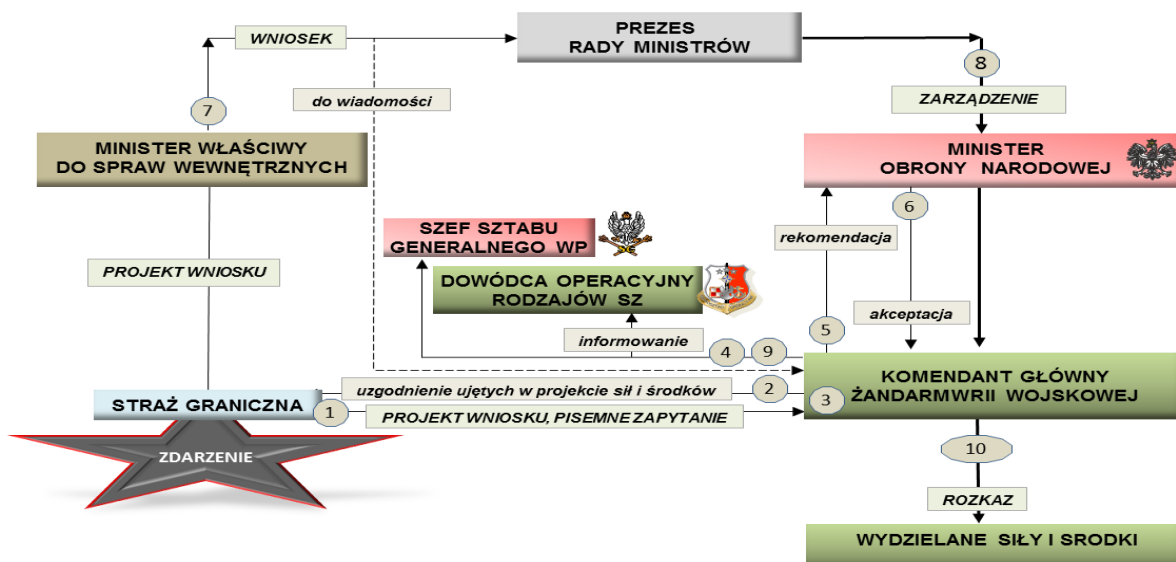 WNIOSEK
PREZES
RADY MINISTRÓW
8
do wiadomości
7
ZARZĄDZENIE
MINISTER WŁAŚCIWY
DO SPRAW WEWNĘTRZNYCH
MINISTER
OBRONY NARODOWEJ
6
SZEF SZTABU
GENERALNEGO WP
rekomendacja
PROJEKT WNIOSKU
DOWÓDCA OPERACYJNY
RODZAJÓW SZ
akceptacja
informowanie
4
9
5
uzgodnienie ujętych w projekcie sił i środków
2
KOMENDANT GŁÓWNY
ŻANDARMWRII WOJSKOWEJ
3
STRAŻ GRANICZNA
1
PROJEKT WNIOSKU, PISEMNE ZAPYTANIE
ZDARZENIE
10
ROZKAZ
WYDZIELANE SIŁY I SRODKI